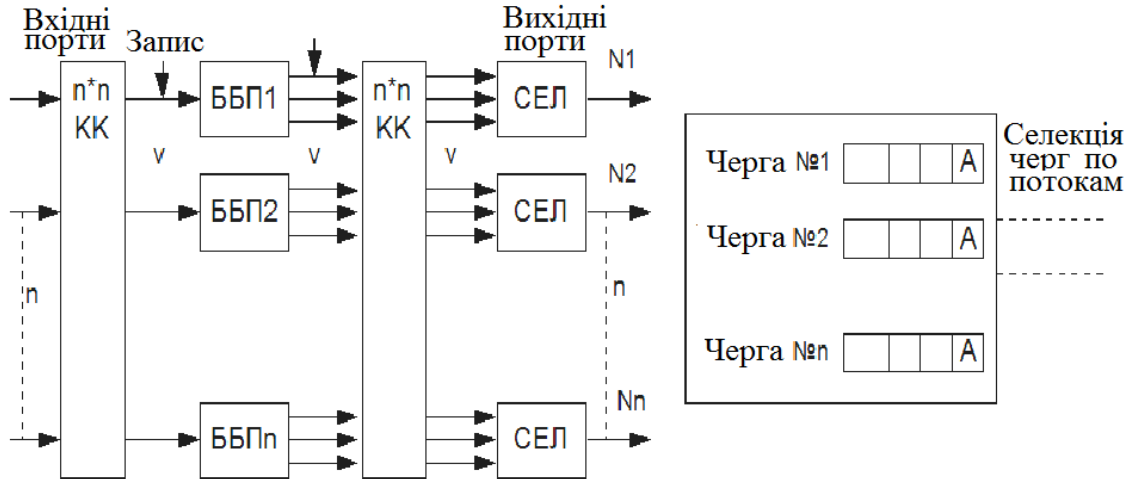 Вхідні
порти
Запис
Вихідні
порти
N1
n*n
КК
ББП1
n*n
КК
СЕЛ
v
v
v
N2
ББП2
СЕЛ
n
n
Nn
ББПn
СЕЛ
Черга №1
А
Черга №2
А
Черга №n
А
Селекція
черг по
потокам